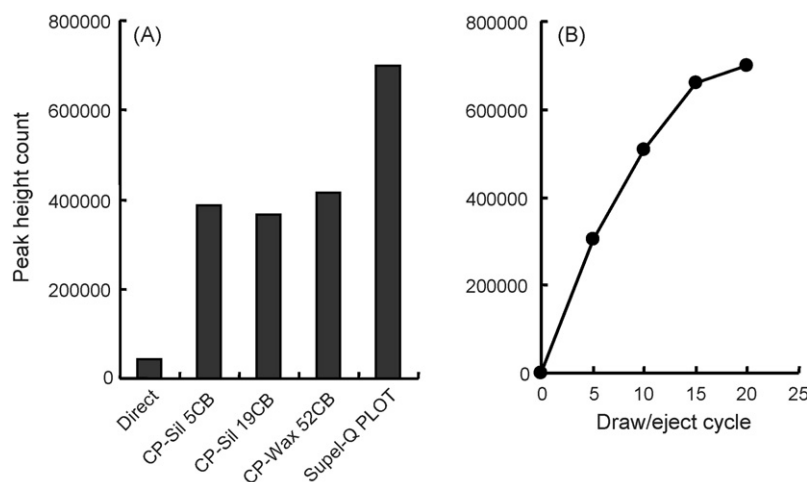 (A)
800000
600000
400000
200000
0
Peak height count
Direct
CP-Sil 5CB
CP-Sil 19CB
CP-Wax 52CB
Supel-Q PLOT
(B)
800000
600000
400000
200000
0
0 5 10 15 20 25
Draw/eject cycle